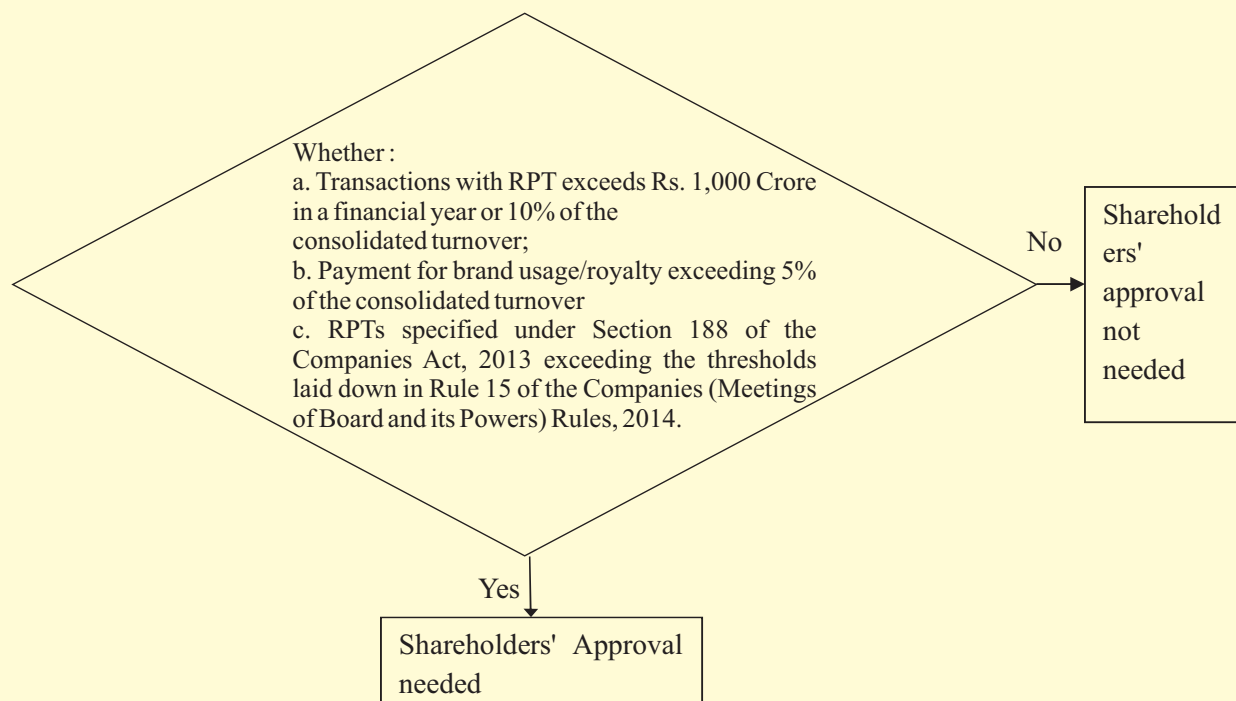 Whether :
a. Transactions with RPT exceeds Rs. 1,000 Crore
in a financial year or 10% of the
consolidated turnover;
b. Payment for brand usage/royalty exceeding 5%
of the consolidated turnover
c. RPTs specified under Section 188 of the
Companies Act, 2013 exceeding the thresholds
laid down in Rule 15 of the Companies (Meetings
of Board and its Powers) Rules, 2014.
No
Sharehold
ers'
approval
not
needed
Yes
Shareholders' Approval
needed